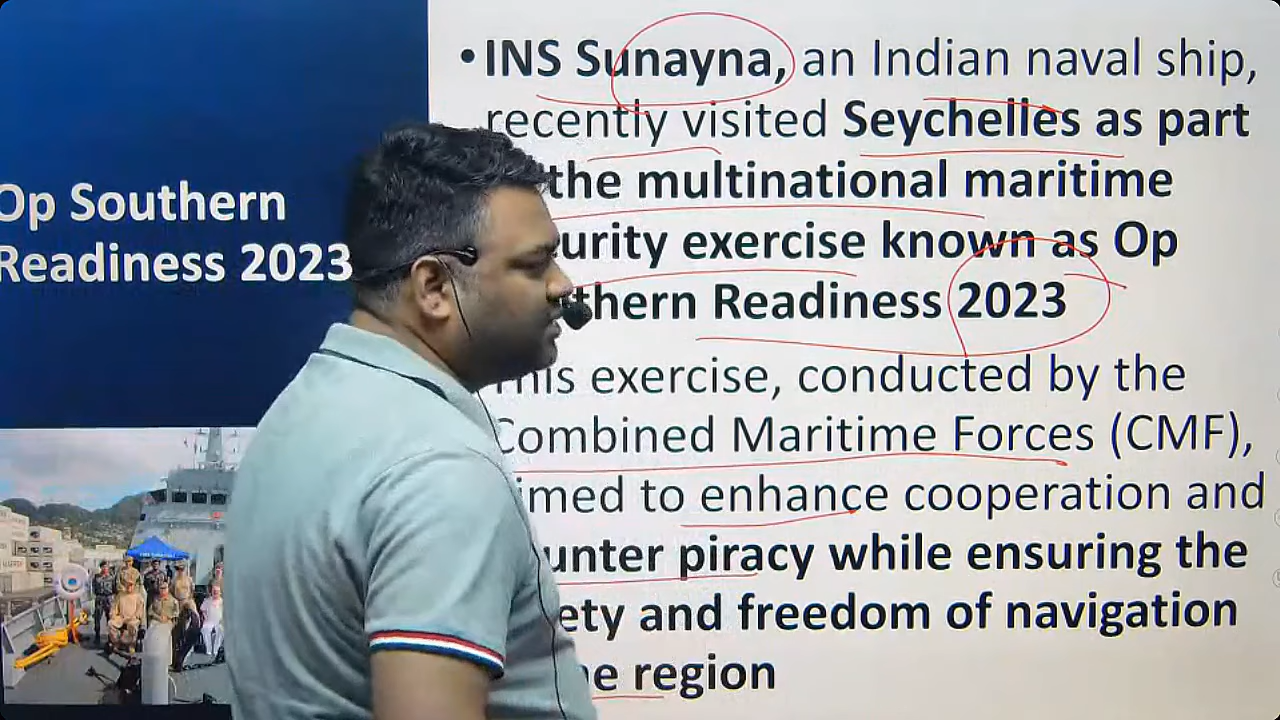 Op Southern
Readiness 2023
• INS Sunayna, an Indian naval ship,
recently visited Seychelles as part
the multinational maritime
urity exercise known as Op
thern Readiness 2023
This exercise, conducted by the
Combined Maritime Forces (CMF),
imed to enhance cooperation and
unter piracy while ensuring the
ety and freedom of navigation
e region